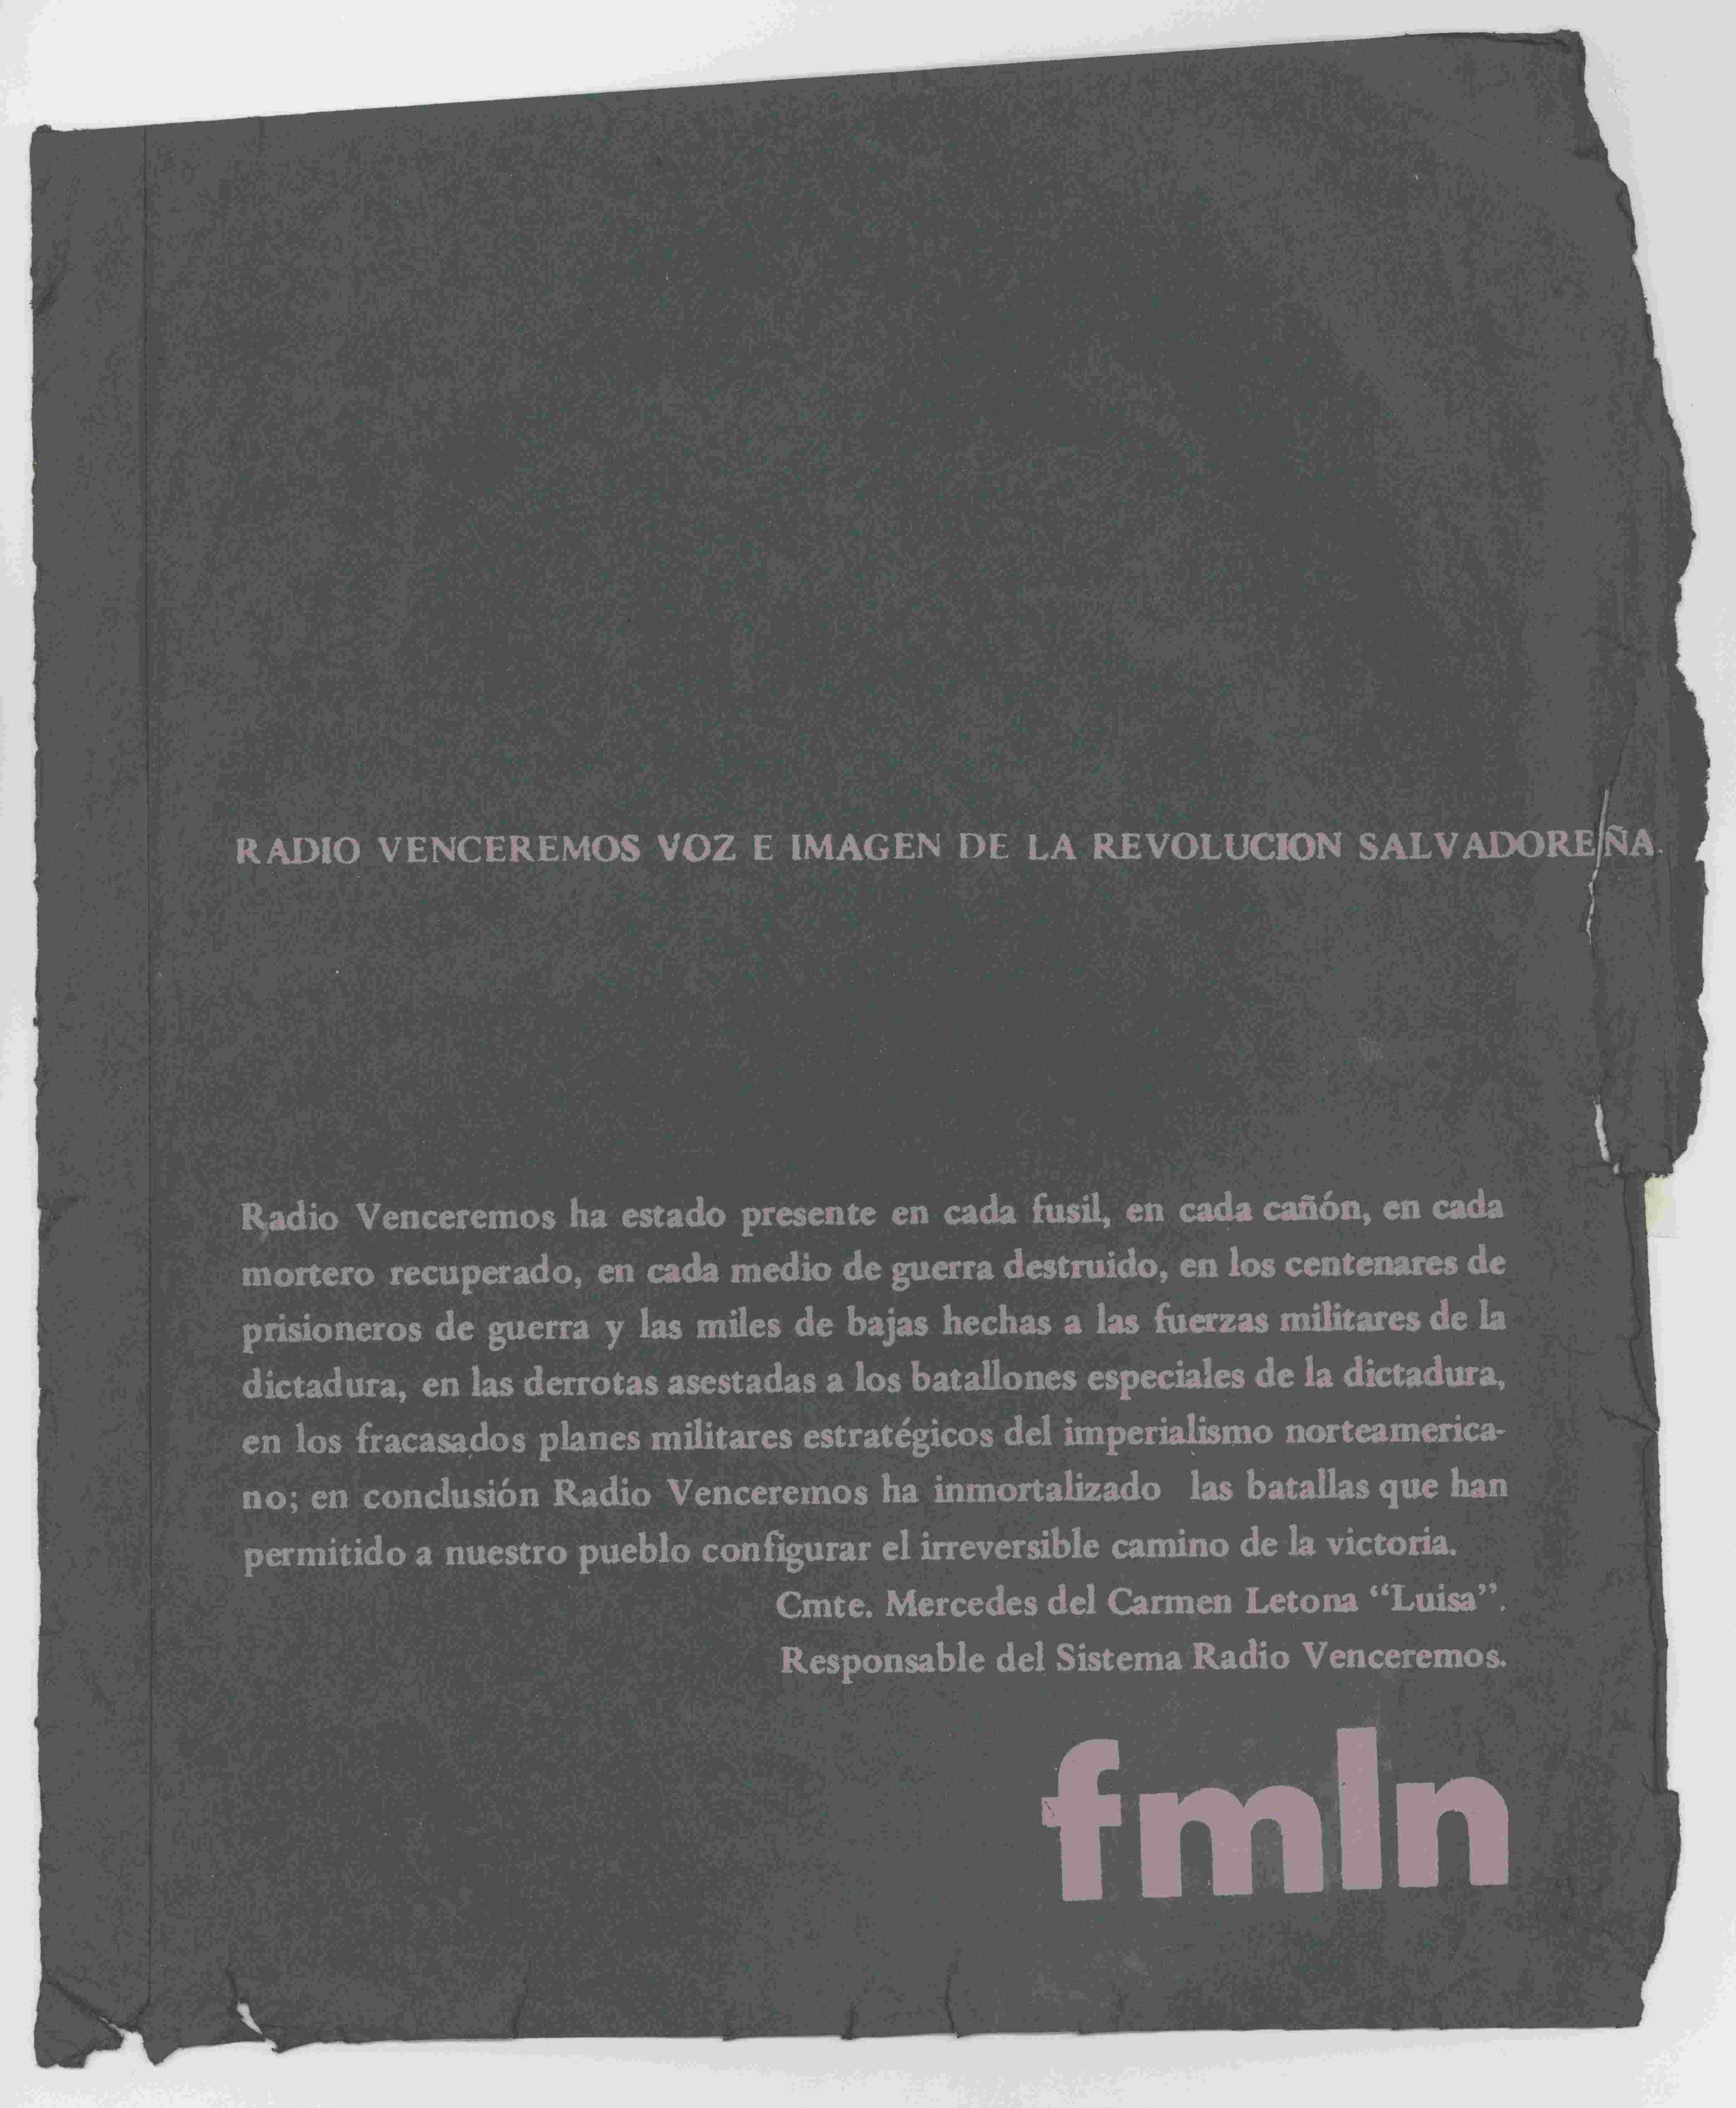 RADIO VENCEREMOS VOZ E IMAGEN DE LA REVOLUCION SALVADOREÑA.
Radio Venceremos ha estado presente en cada fusil, en cada cañón, en cada
mortero recuperado, en cada medio de guerra destruido, en los centenares de
prisioneros de guerra y las miles de bajas hechas a las fuerzas militares de la
dictadura, en las derrotas asestadas a los batallones especiales de la dictadura,
en los fracasados planes militares estratégicos del imperialismo norteamerica-
no; en conclusión Radio Venceremos ha inmortalizado las batallas que han
permitido a nuestro pueblo configurar el irreversible camino de la victoria.
Cmte. Mercedes del Carmen Letona “Luisa”.
Responsable del Sistema Radio Venceremos.
fmln